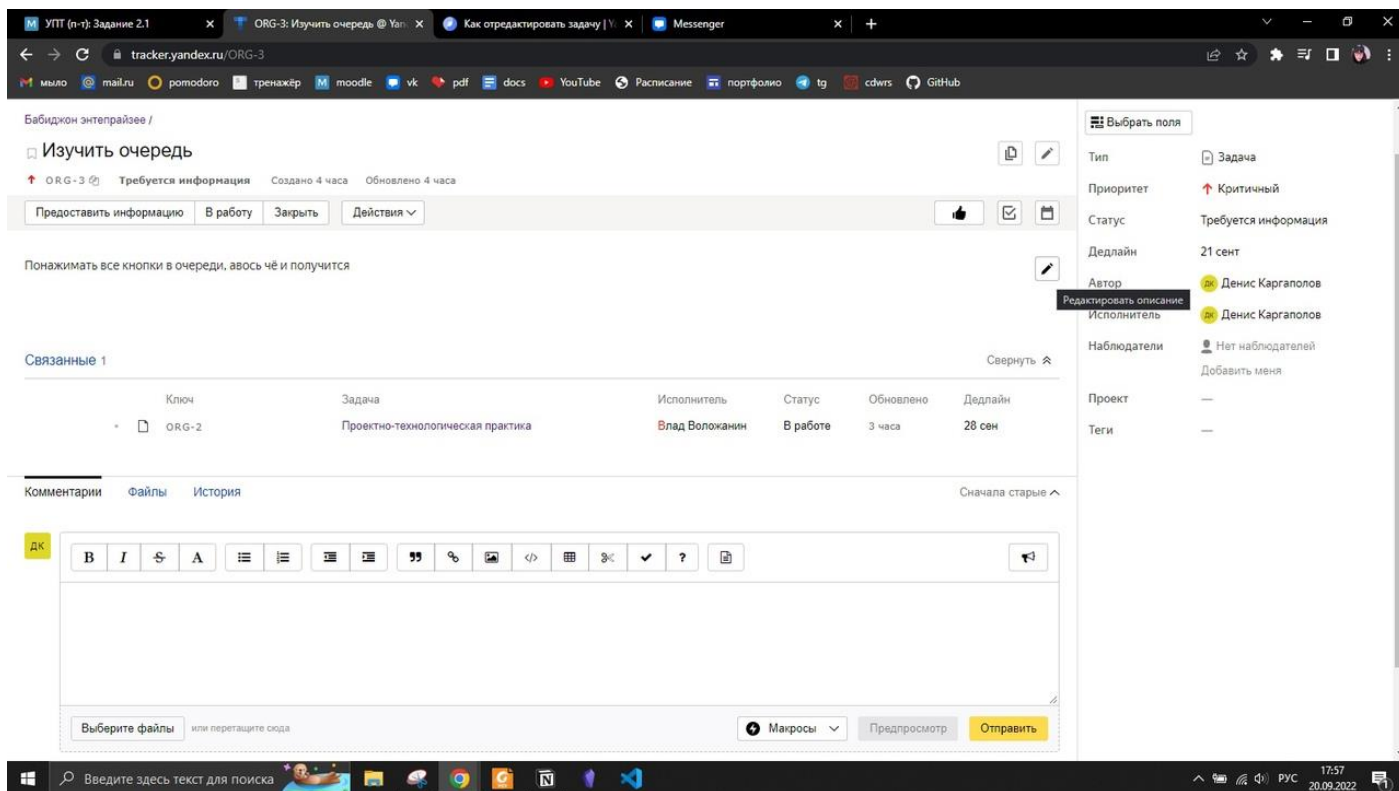 УПТ (п-т): Задание 2.1
ORG-3: Изучить очередь @ Yan
Как отредактировать задачу | Y
Messenger
tracker.yandex.ru/ORG-3
мыло mail.ru pomodoro тренажёр moodle vk pdf docs YouTube Расписание портфолио tg cdwrs GitHub
Бабиджон энтепрайзее /
Изучить очередь
ORG-3 Требуется информация Создано 4 часа Обновлено 4 часа
Предоставить информацию В работу Закрыть Действия
Понажимать все кнопки в очереди, авось чё и получится
Редактировать описание
Связанные 1 Свернуть
Ключ Задача Исполнитель Статус Обновлено Дедлайн
ORG-2 Проектно-технологическая практика Влад Воложанин В работе 3 часа 28 сен
Комментарии Файлы История Сначала старые
ДК
B I S A
?
Выберите файлы или перетащите сюда Макросы Предпросмотр Отправить
Выбрать поля
Тип Задача
Приоритет Критичный
Статус Требуется информация
Дедлайн 21 сент
Автор ДК Денис Каргаполов
Исполнитель ДК Денис Каргаполов
Наблюдатели Нет наблюдателей
Добавить меня
Проект —
Теги —
Введите здесь текст для поиска
РУС
17:57
20.09.2022